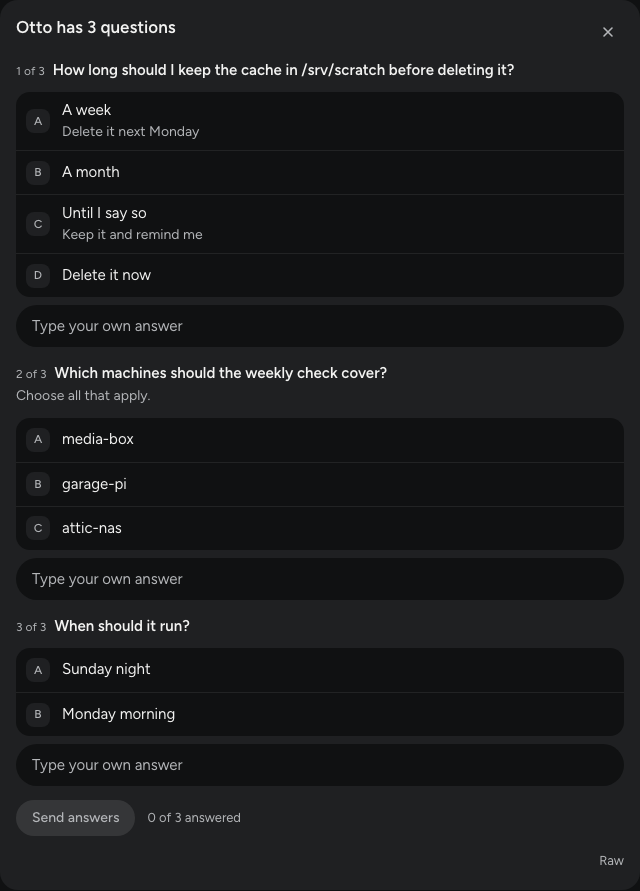 Otto has 3 questions
1 of 3 How long should I keep the cache in /srv/scratch before deleting it?
A A week
Delete it next Monday
B A month
C Until I say so
Keep it and remind me
D Delete it now
Type your own answer
2 of 3 Which machines should the weekly check cover?
Choose all that apply.
A media-box
B garage-pi
C attic-nas
Type your own answer
3 of 3 When should it run?
A Sunday night
B Monday morning
Type your own answer
Send answers 0 of 3 answered
Raw